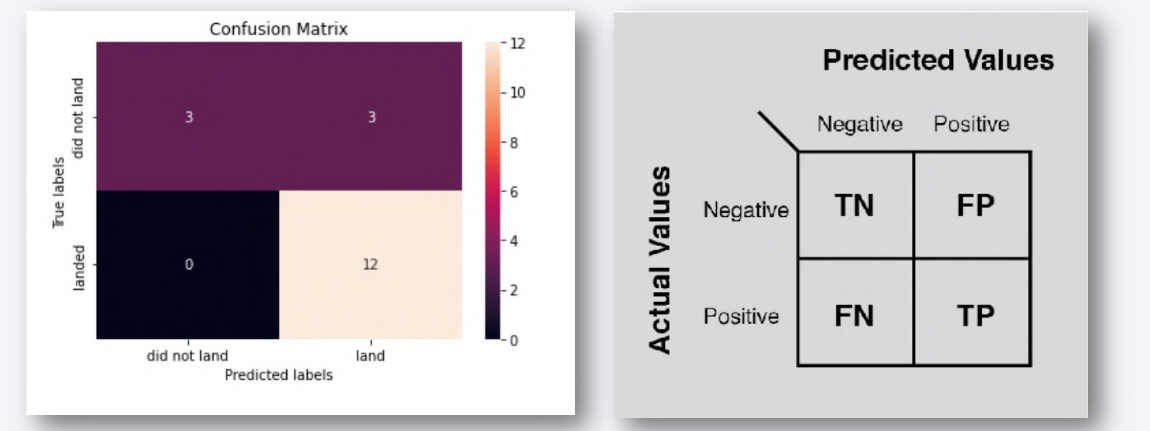 Confusion Matrix
True labels
did not land
landed
3 3
0 12
did not land land
Predicted labels
12
10
8
6
4
2
0
Predicted Values
Negative Positive
Actual Values
Negative TN FP
Positive FN TP